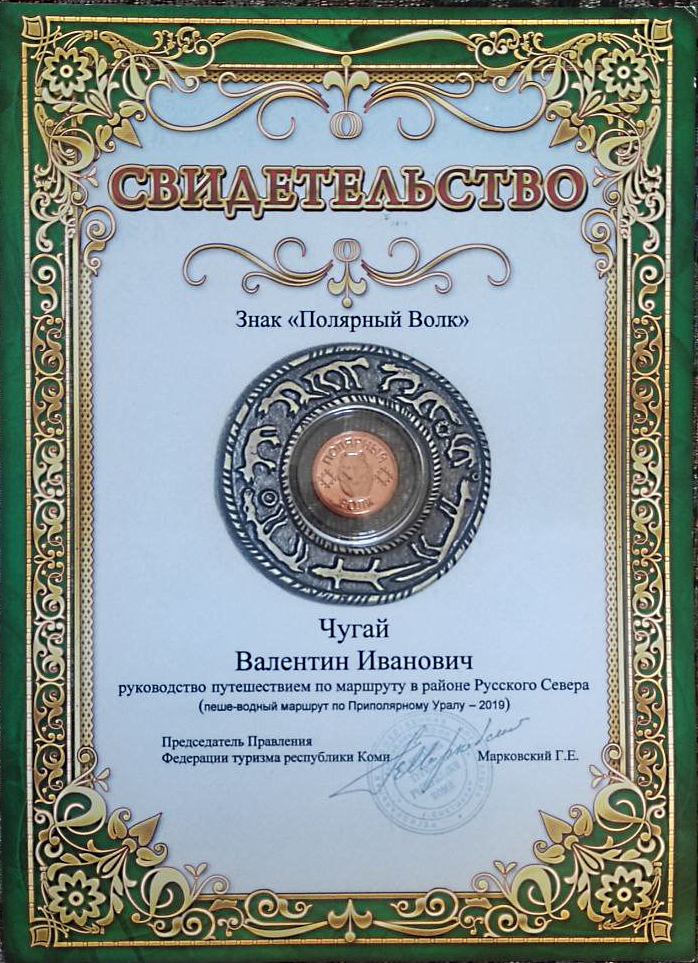 СВИДЕТЕЛЬСТВО
Знак «Полярный Волк»
ПОЛЯРНЫЙ
ВОЛК
Чугай
Валентин Иванович
руководство путешествием по маршруту в районе Русского Севера
(пеше-водный маршрут по Приполярному Уралу – 2019)
Председатель Правления
Федерации туризма республики Коми Марковский Г.Е.